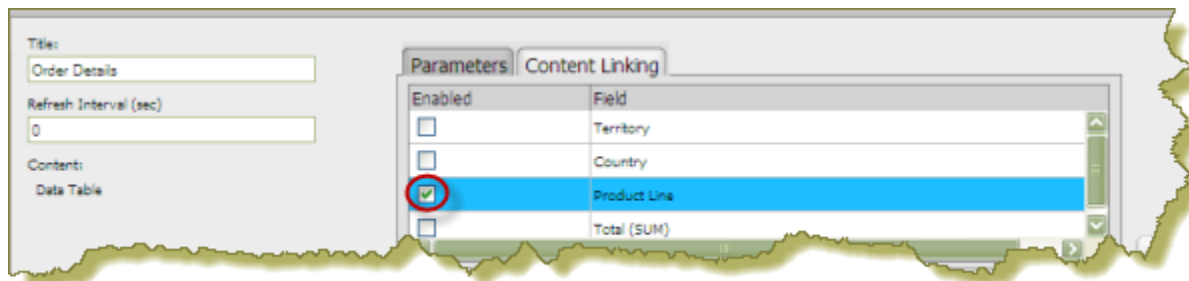 Title:
Order Details
Refresh Interval (sec)
0
Content:
Data Table
Parameters Content Linking
Enabled Field
Territory
Country
Product Line
Total (SUM)